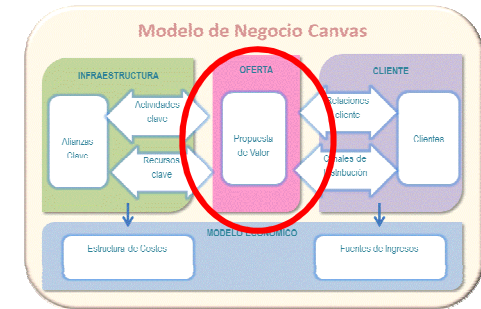 Modelo de Negocio Canvas
INFRAESTRUCTURA
OFERTA
CLIENTE
Actividades
clave
Relaciones
cliente
Alianzas
Clave
Propuesta
de Valor
Clientes
Recursos
clave
Canales de
Distribución
MODELO ECONÓMICO
Estructura de Costes
Fuentes de Ingresos